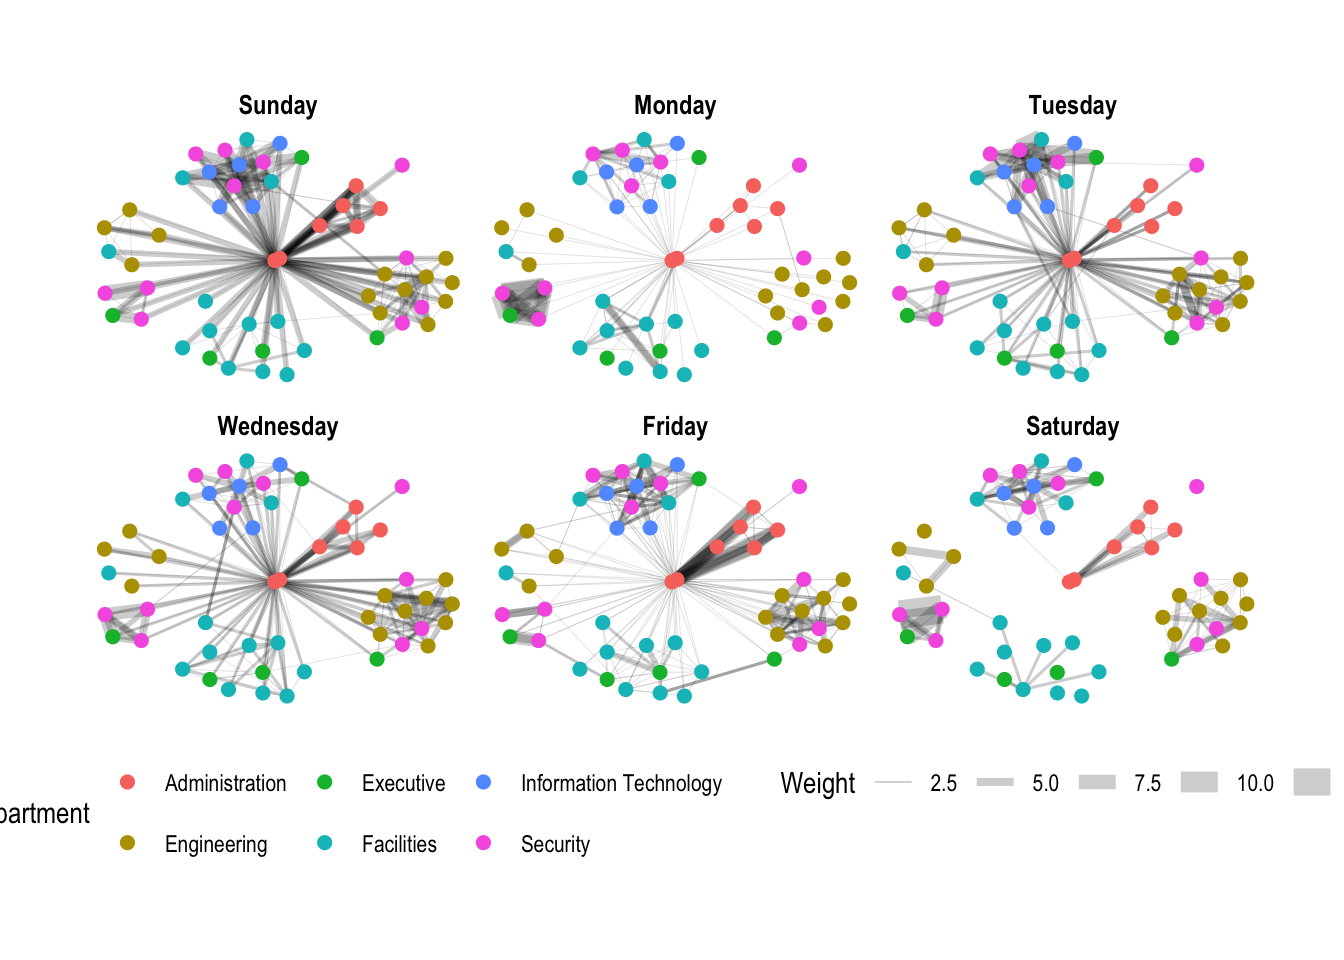 Sunday Monday Tuesday
Wednesday Friday Saturday
Administration Executive Information Technology Weight 2.5 5.0 7.5 10.0
partment
Engineering Facilities Security